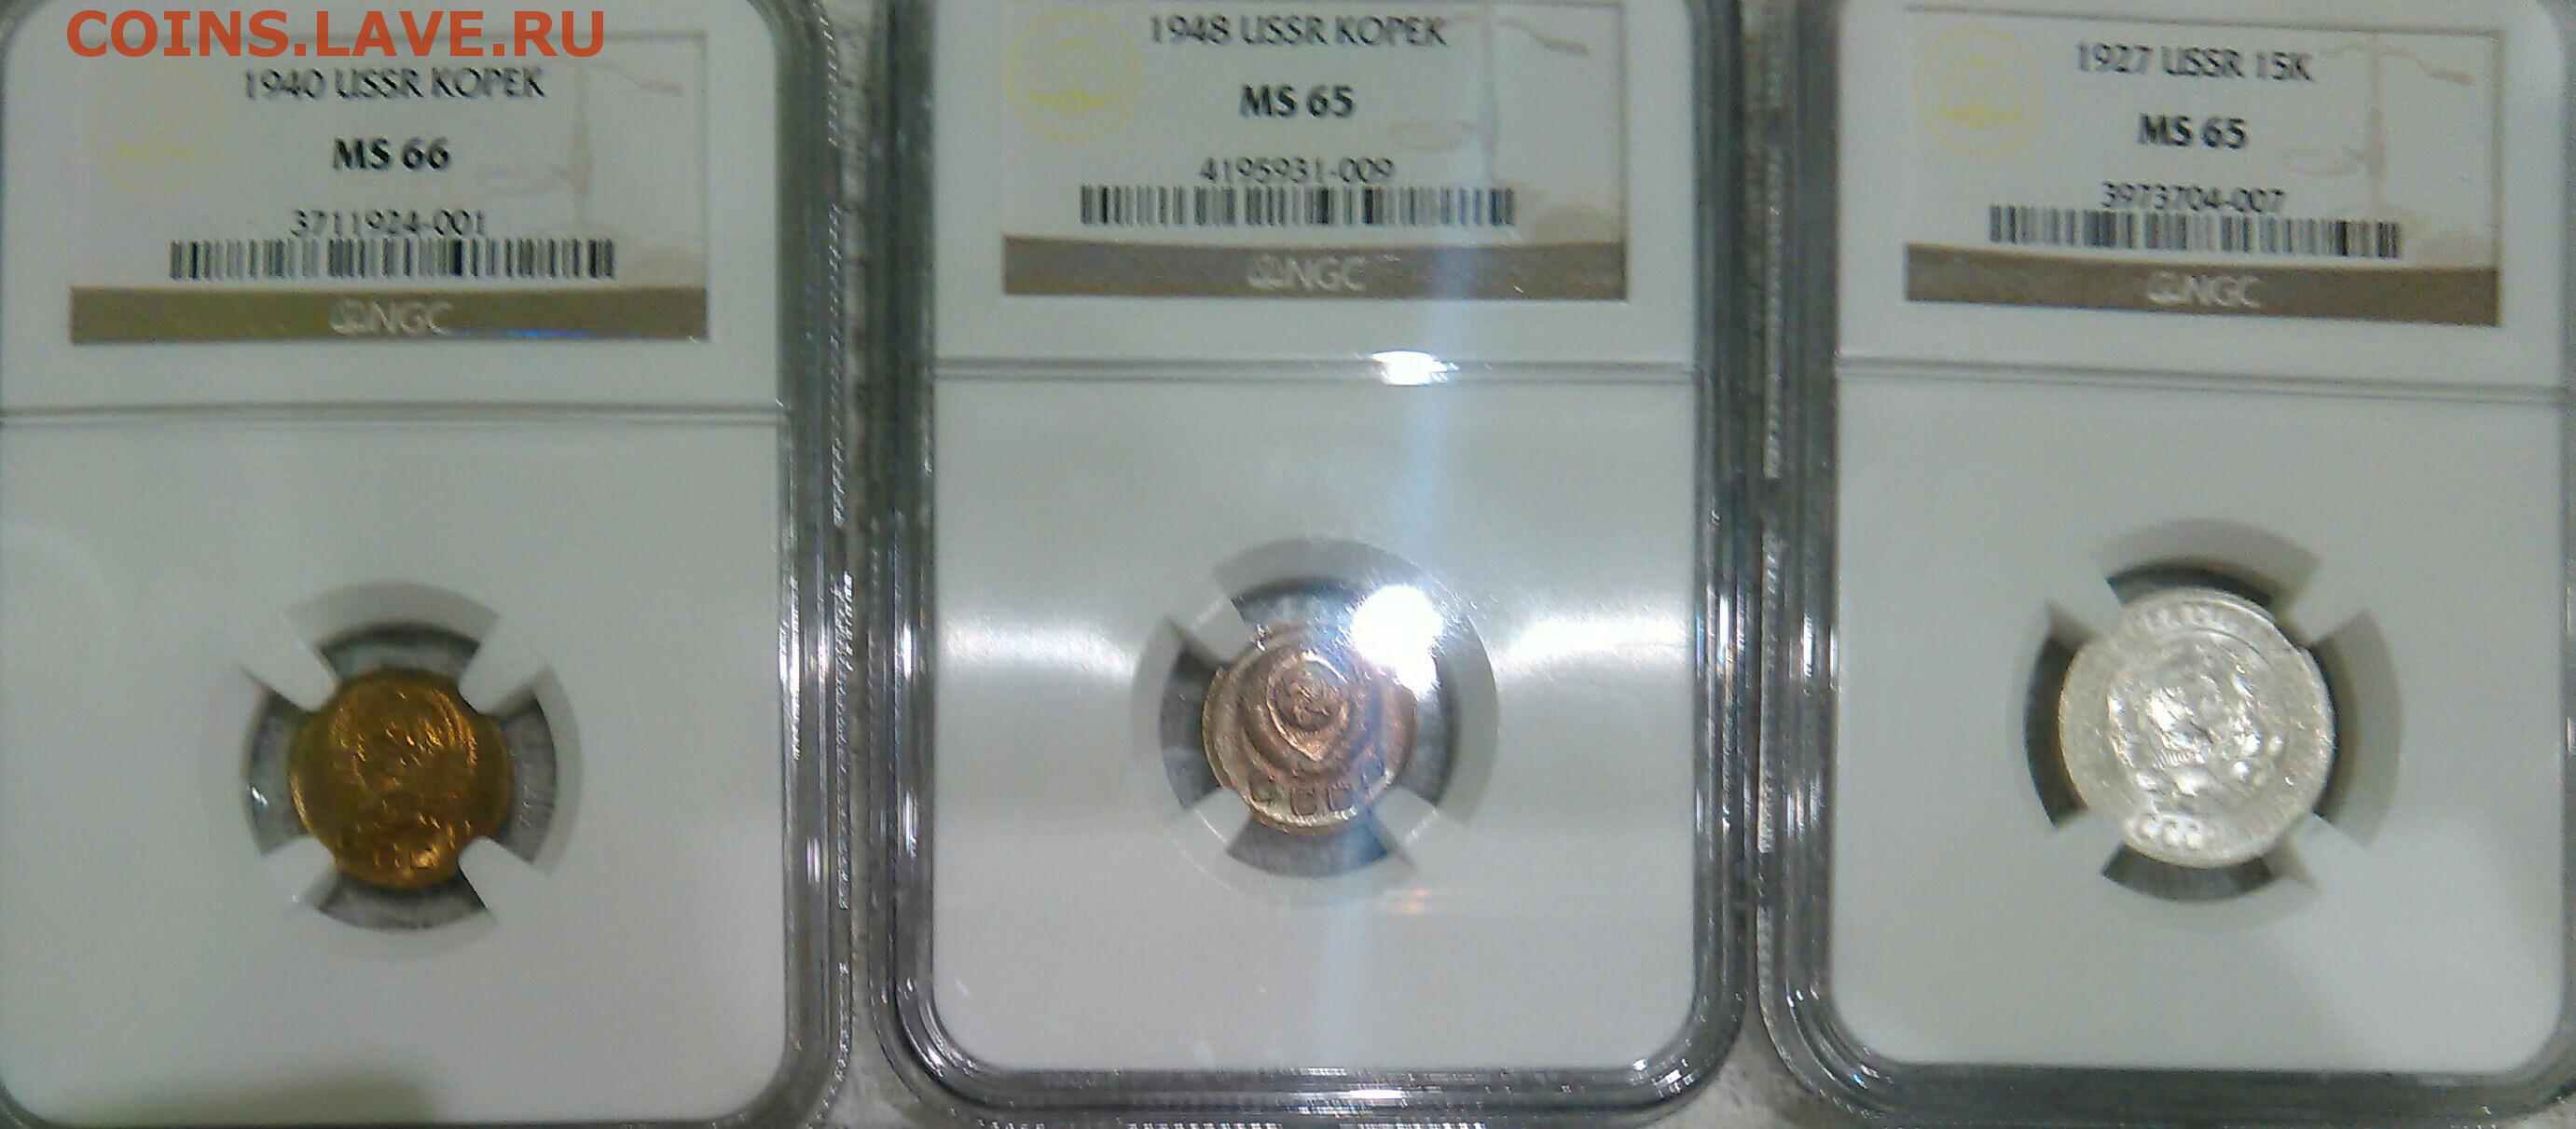 COINS.LAVE.RU
1940 USSR KOPEK
MS 66
3711924-001
NGC
1948 USSR KOPEK
MS 65
4195931-009
NGC
1927 USSR 15K
MS 65
3973704-007
NGC